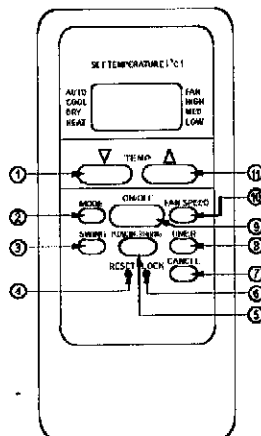 SET TEMPERATURE (°C)
AUTO
COOL
DRY
HEAT
FAN
HIGH
MED
LOW
▽ TEMP △
① ⑪
ON/OFF
MODE FAN SPEED
② ⑩
⑨
SWING TIMER
③ ⑧
RESET LOCK CANCEL
④ ⑦
⑥
⑤